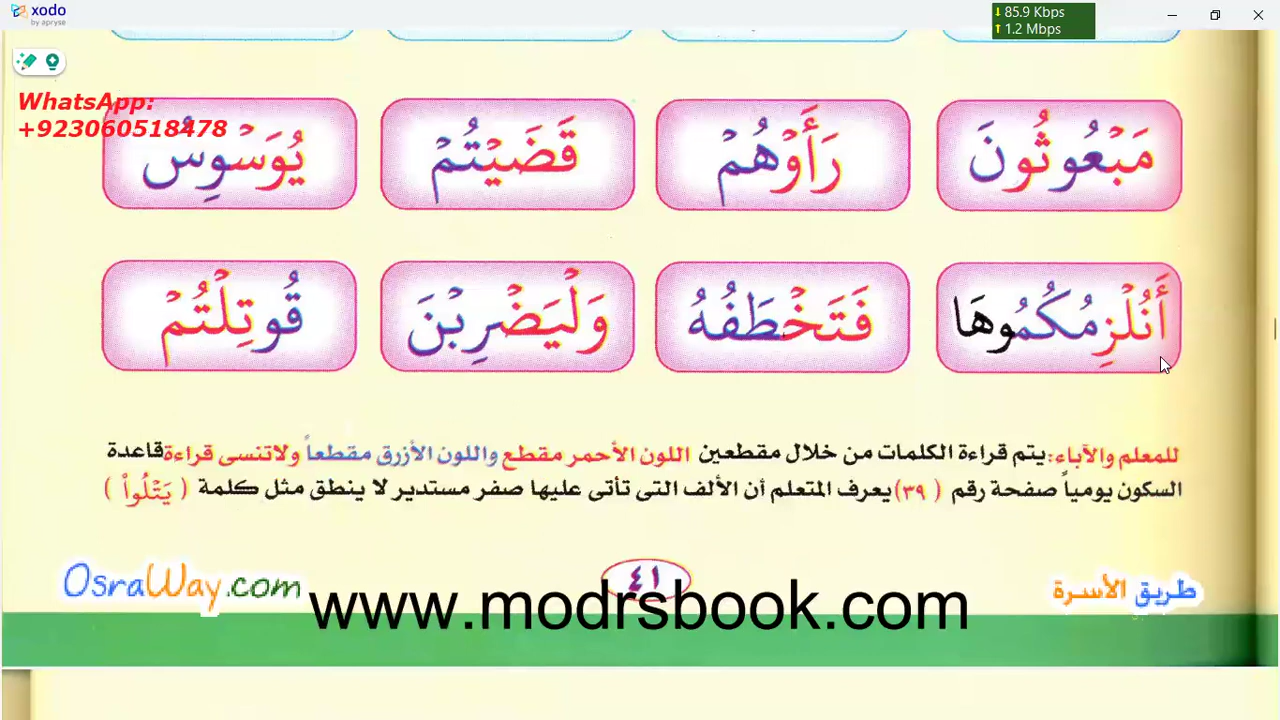 xodo
by apryse
85.9 Kbps
1.2 Mbps
WhatsApp:
+923060518478
مَبْعُوثُونَ رَأَوْهُمْ قَضَيْتُمْ يُوَسْوِسُ
أَنُلْزِمُكُمُوهَا فَتَخْطَفُهُ وَلْيَضْرِبْنَ قُوتِلْتُمْ
للمعلم والآباء: يتم قراءة الكلمات من خلال مقطعين اللون الأحمر مقطع واللون الأزرق مقطعاً ولاتنسى قراءة قاعدة
السكون يومياً صفحة رقم (٣٩) يعرف المتعلم أن الألف التى تأتى عليها صفر مستدير لا ينطق مثل كلمة (يَتْلُواْ)
OsraWay.com
٤١
طريق الأسرة
www.modrsbook.com